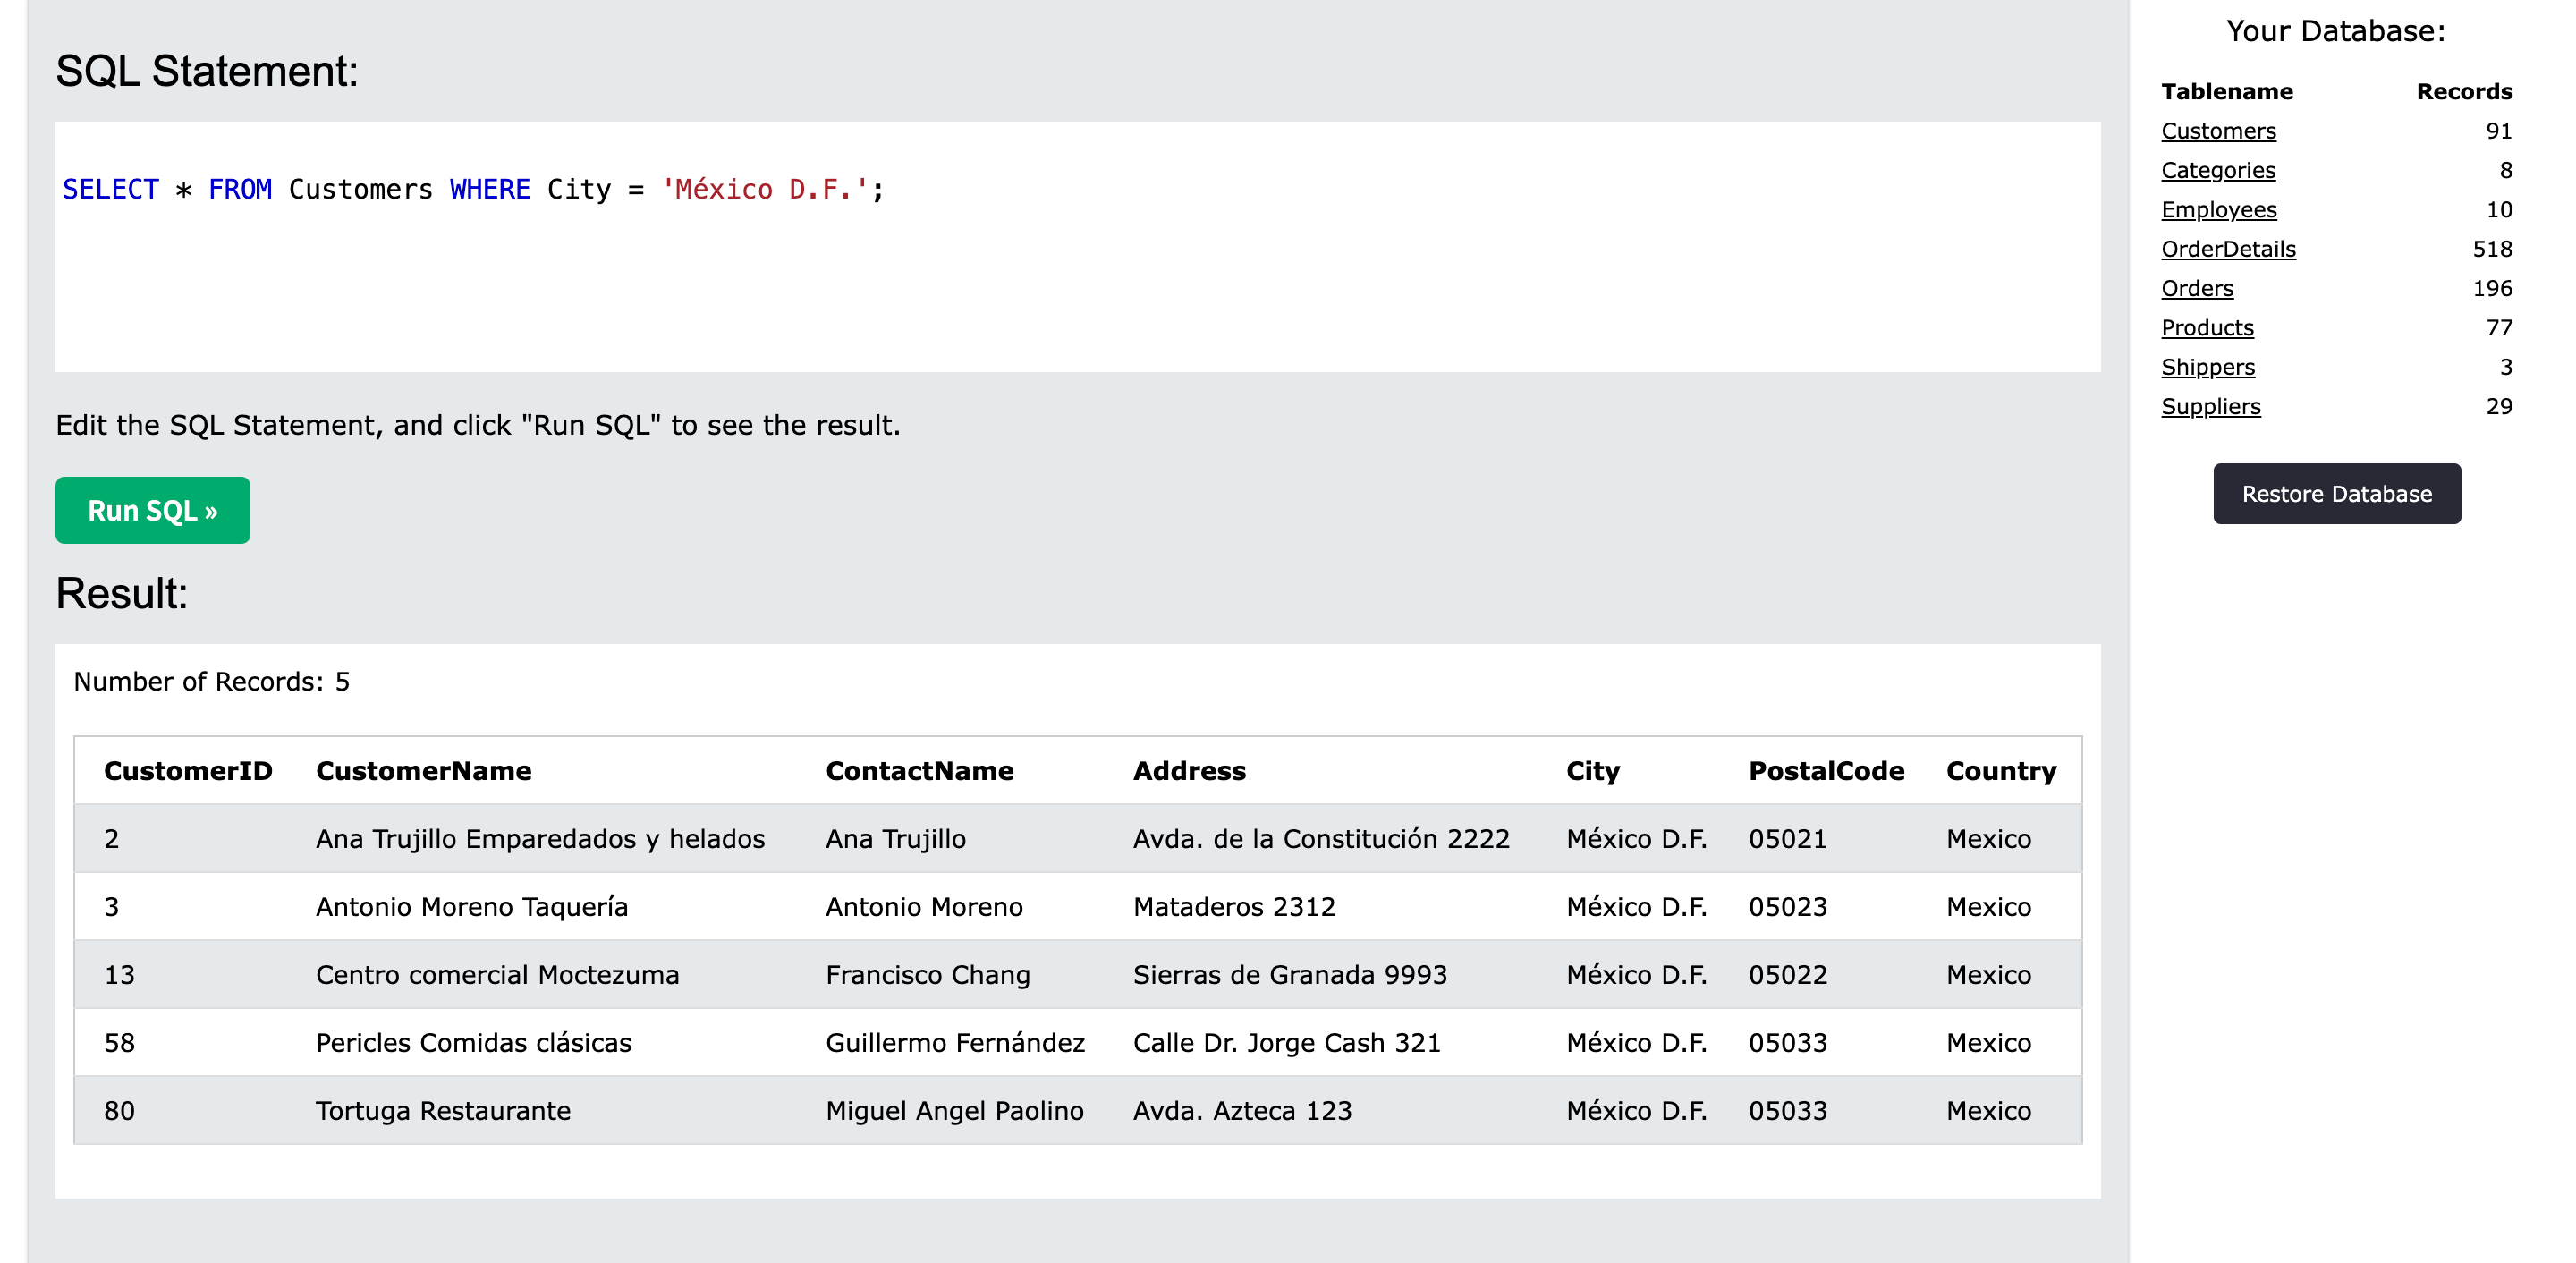 SQL Statement:
SELECT * FROM Customers WHERE City = 'México D.F.';
Edit the SQL Statement, and click "Run SQL" to see the result.
Run SQL »
Result:
Number of Records: 5
CustomerID CustomerName ContactName Address City PostalCode Country
2 Ana Trujillo Emparedados y helados Ana Trujillo Avda. de la Constitución 2222 México D.F. 05021 Mexico
3 Antonio Moreno Taquería Antonio Moreno Mataderos 2312 México D.F. 05023 Mexico
13 Centro comercial Moctezuma Francisco Chang Sierras de Granada 9993 México D.F. 05022 Mexico
58 Pericles Comidas clásicas Guillermo Fernández Calle Dr. Jorge Cash 321 México D.F. 05033 Mexico
80 Tortuga Restaurante Miguel Angel Paolino Avda. Azteca 123 México D.F. 05033 Mexico
Your Database:
Tablename Records
Customers 91
Categories 8
Employees 10
OrderDetails 518
Orders 196
Products 77
Shippers 3
Suppliers 29
Restore Database